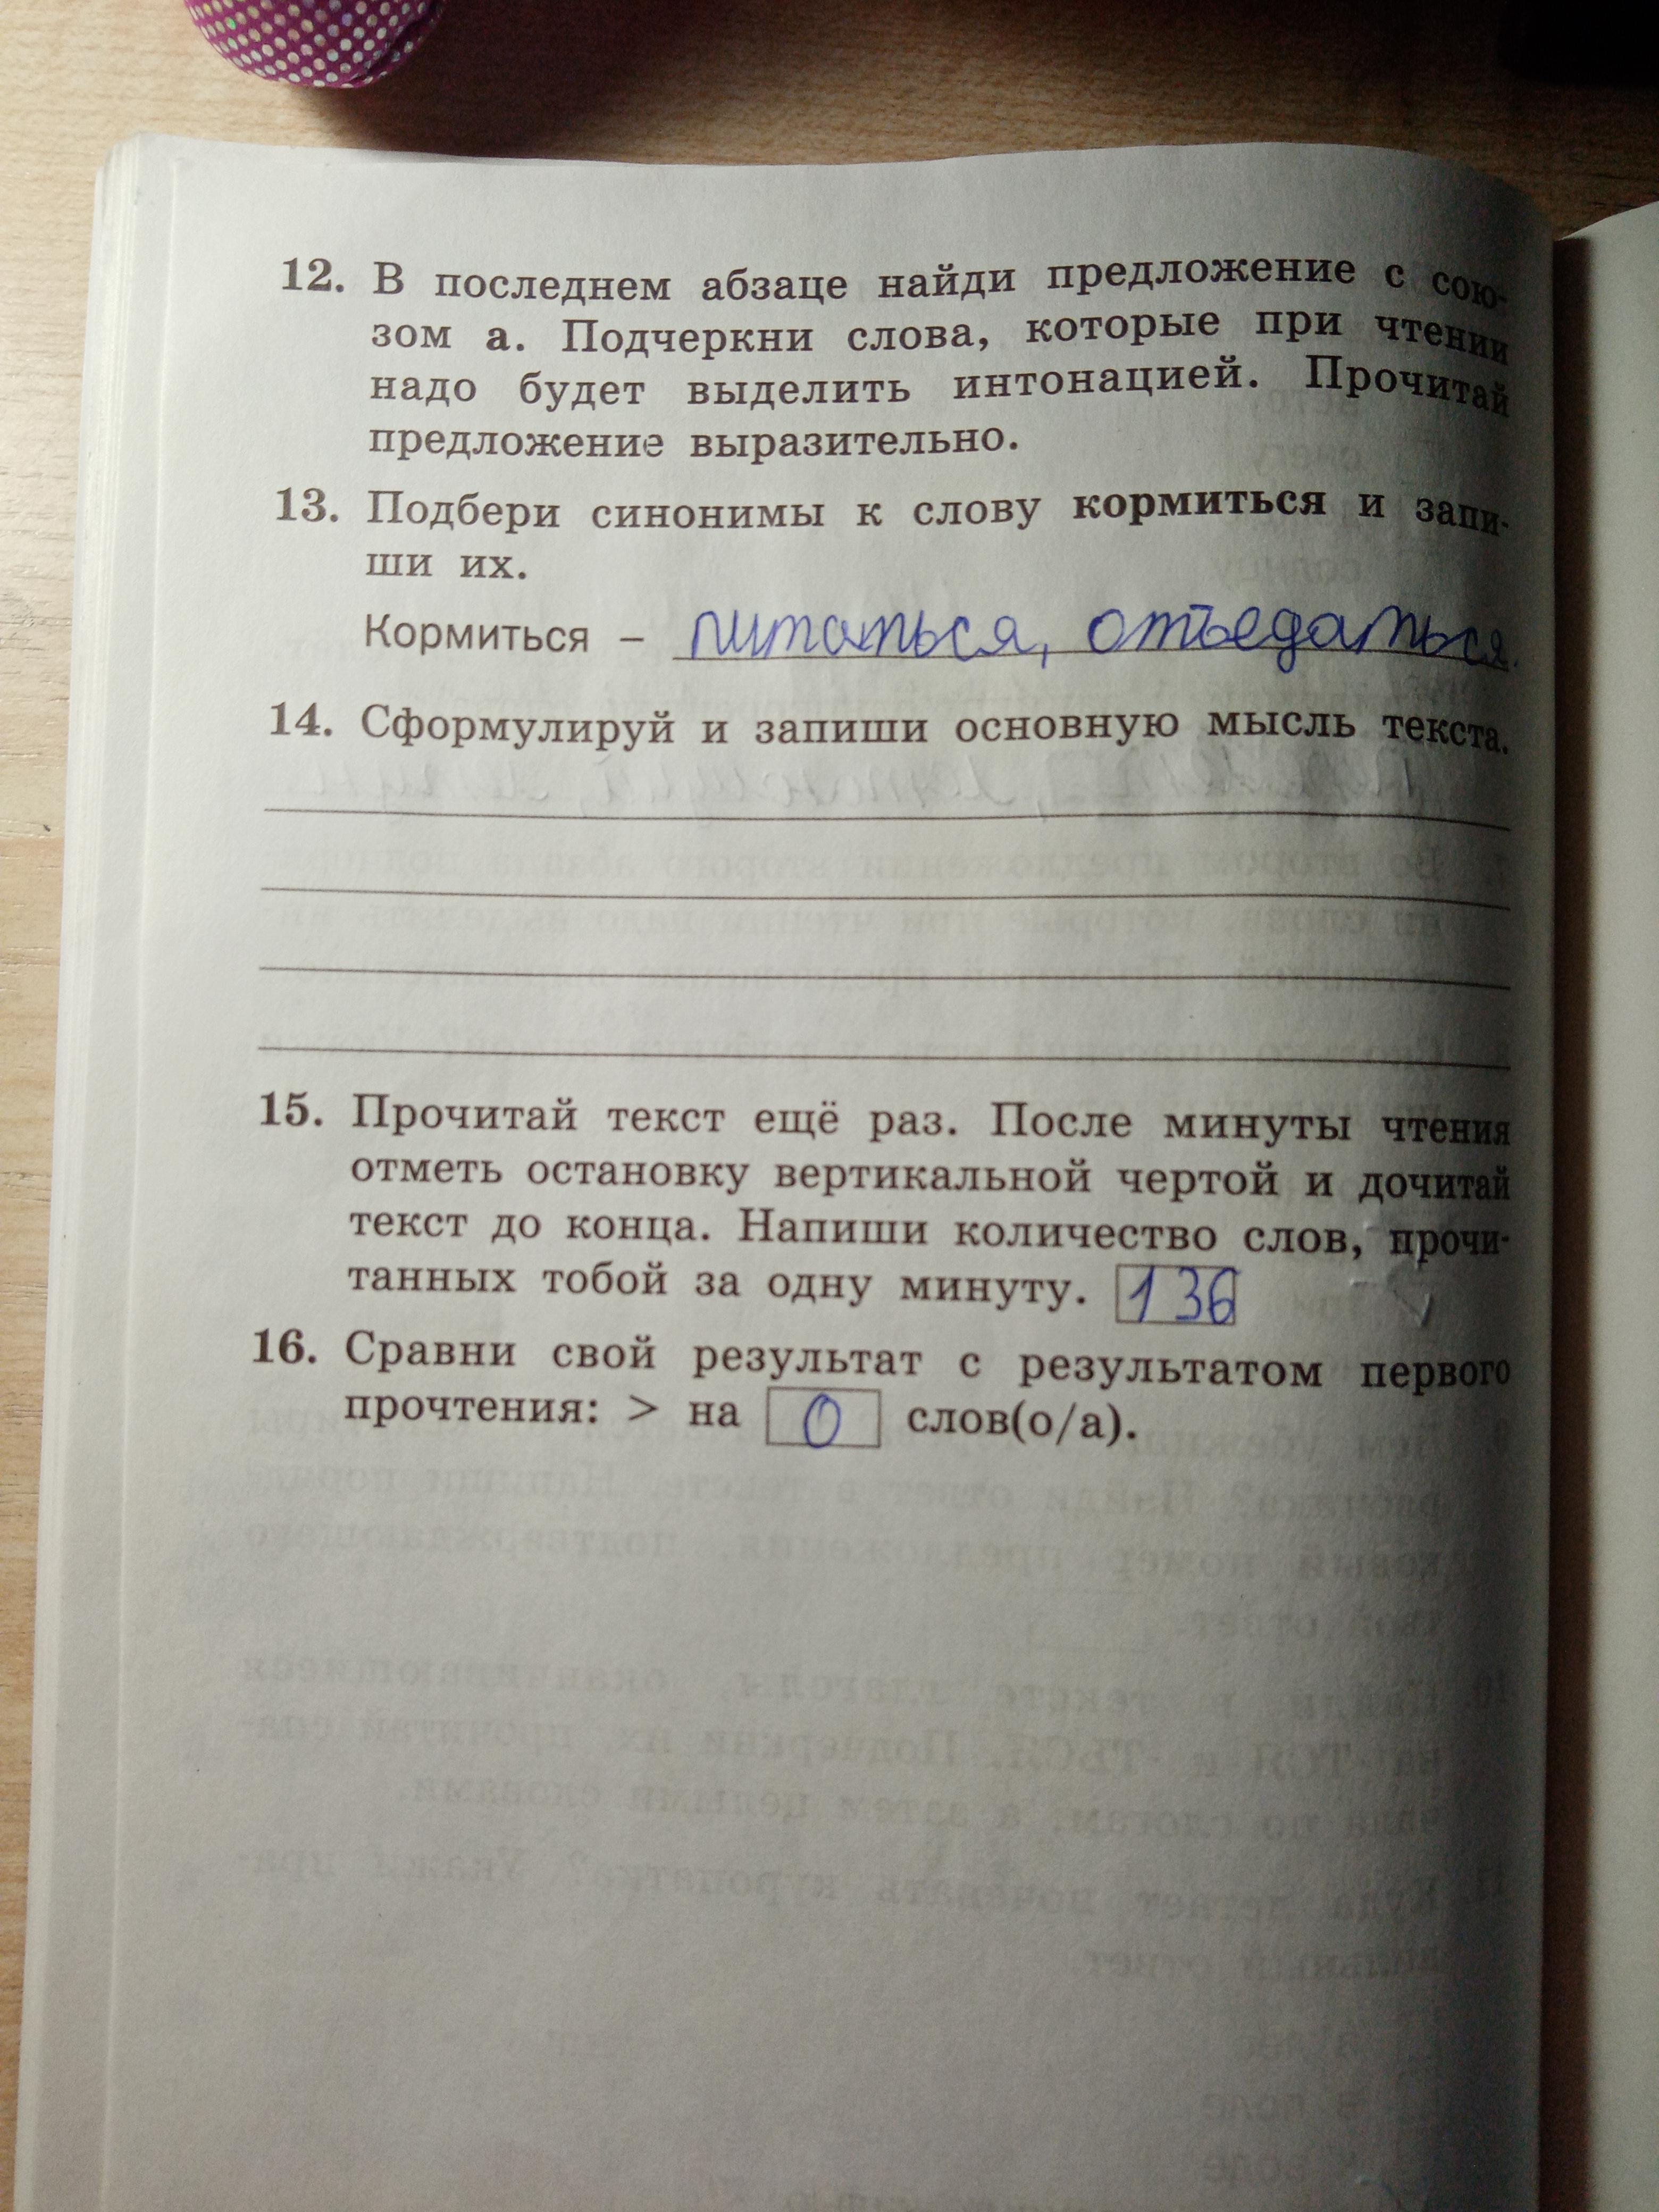 12. В последнем абзаце найди предложение с сою-
зом а. Подчеркни слова, которые при чтении
надо будет выделить интонацией. Прочитай
предложение выразительно.
13. Подбери синонимы к слову кормиться и запи-
ши их.
Кормиться – питаться, отъедаться.
14. Сформулируй и запиши основную мысль текста.
15. Прочитай текст ещё раз. После минуты чтения
отметь остановку вертикальной чертой и дочитай
текст до конца. Напиши количество слов, прочи-
танных тобой за одну минуту. 136
16. Сравни свой результат с результатом первого
прочтения: > на 0 слов(о/а).